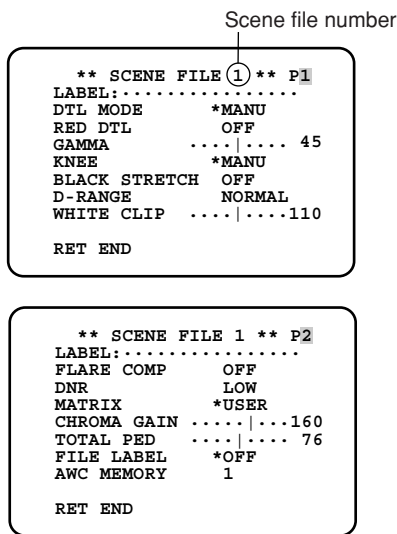 Scene file number
** SCENE FILE 1 ** P1
LABEL:·················
DTL MODE *MANU
RED DTL OFF
GAMMA ····|···· 45
KNEE *MANU
BLACK STRETCH OFF
D-RANGE NORMAL
WHITE CLIP ····|····110
RET END
** SCENE FILE 1 ** P2
LABEL:·················
FLARE COMP OFF
DNR LOW
MATRIX *USER
CHROMA GAIN ·····|···160
TOTAL PED ····|···· 76
FILE LABEL *OFF
AWC MEMORY 1
RET END